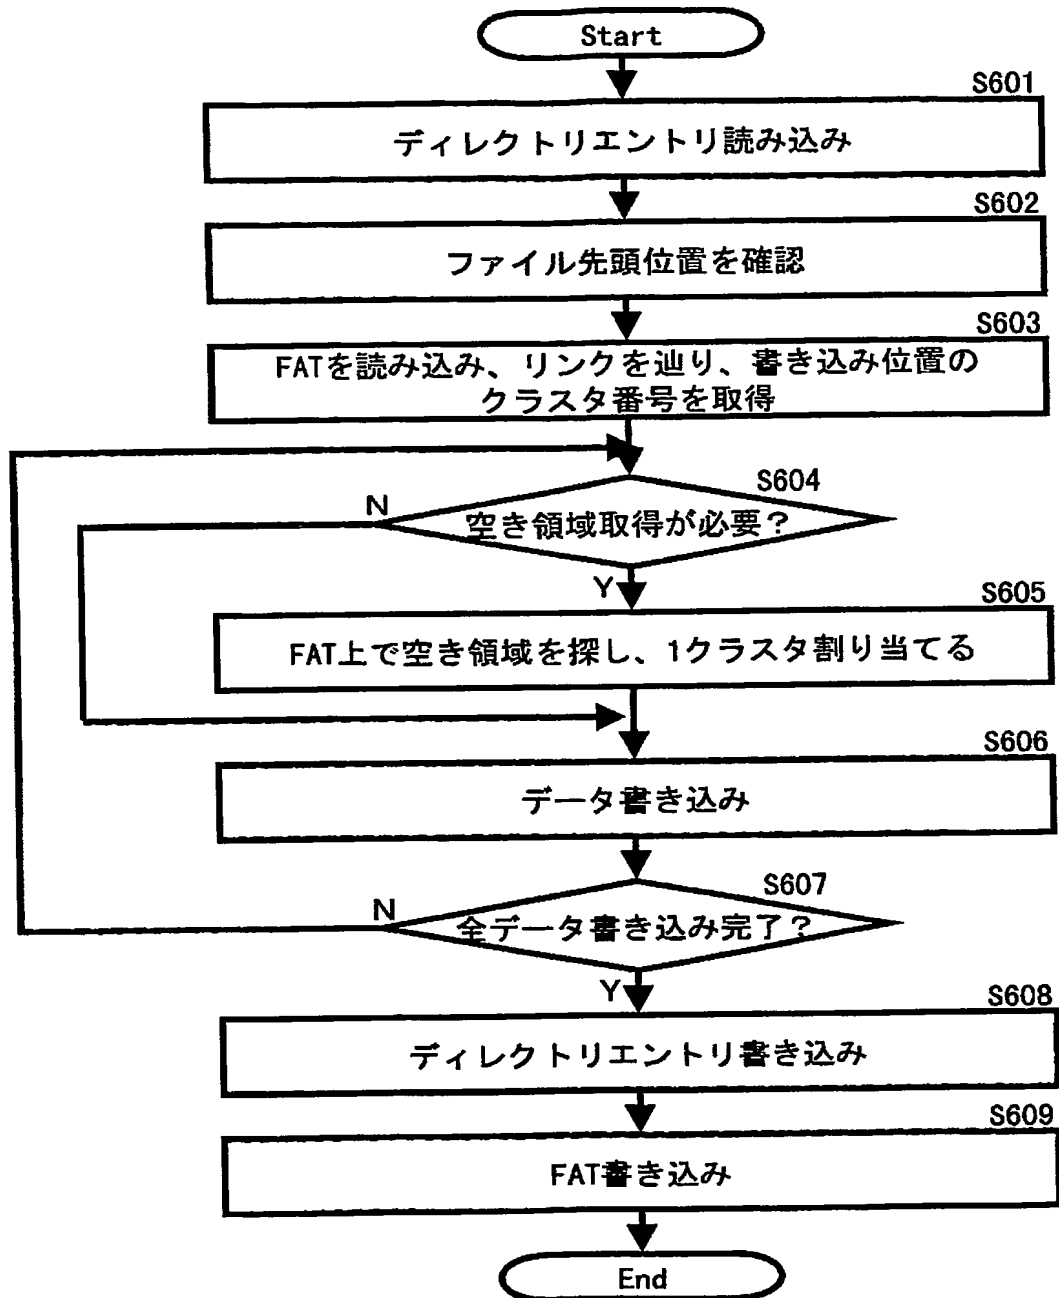 Start
S601
ディレクトリエントリ読み込み
S602
ファイル先頭位置を確認
S603
FATを読み込み、リンクを辿り、書き込み位置の
クラスタ番号を取得
S604
N
空き領域取得が必要?
Y
S605
FAT上で空き領域を探し、1クラスタ割り当てる
S606
データ書き込み
S607
N
全データ書き込み完了?
Y
S608
ディレクトリエントリ書き込み
S609
FAT書き込み
End